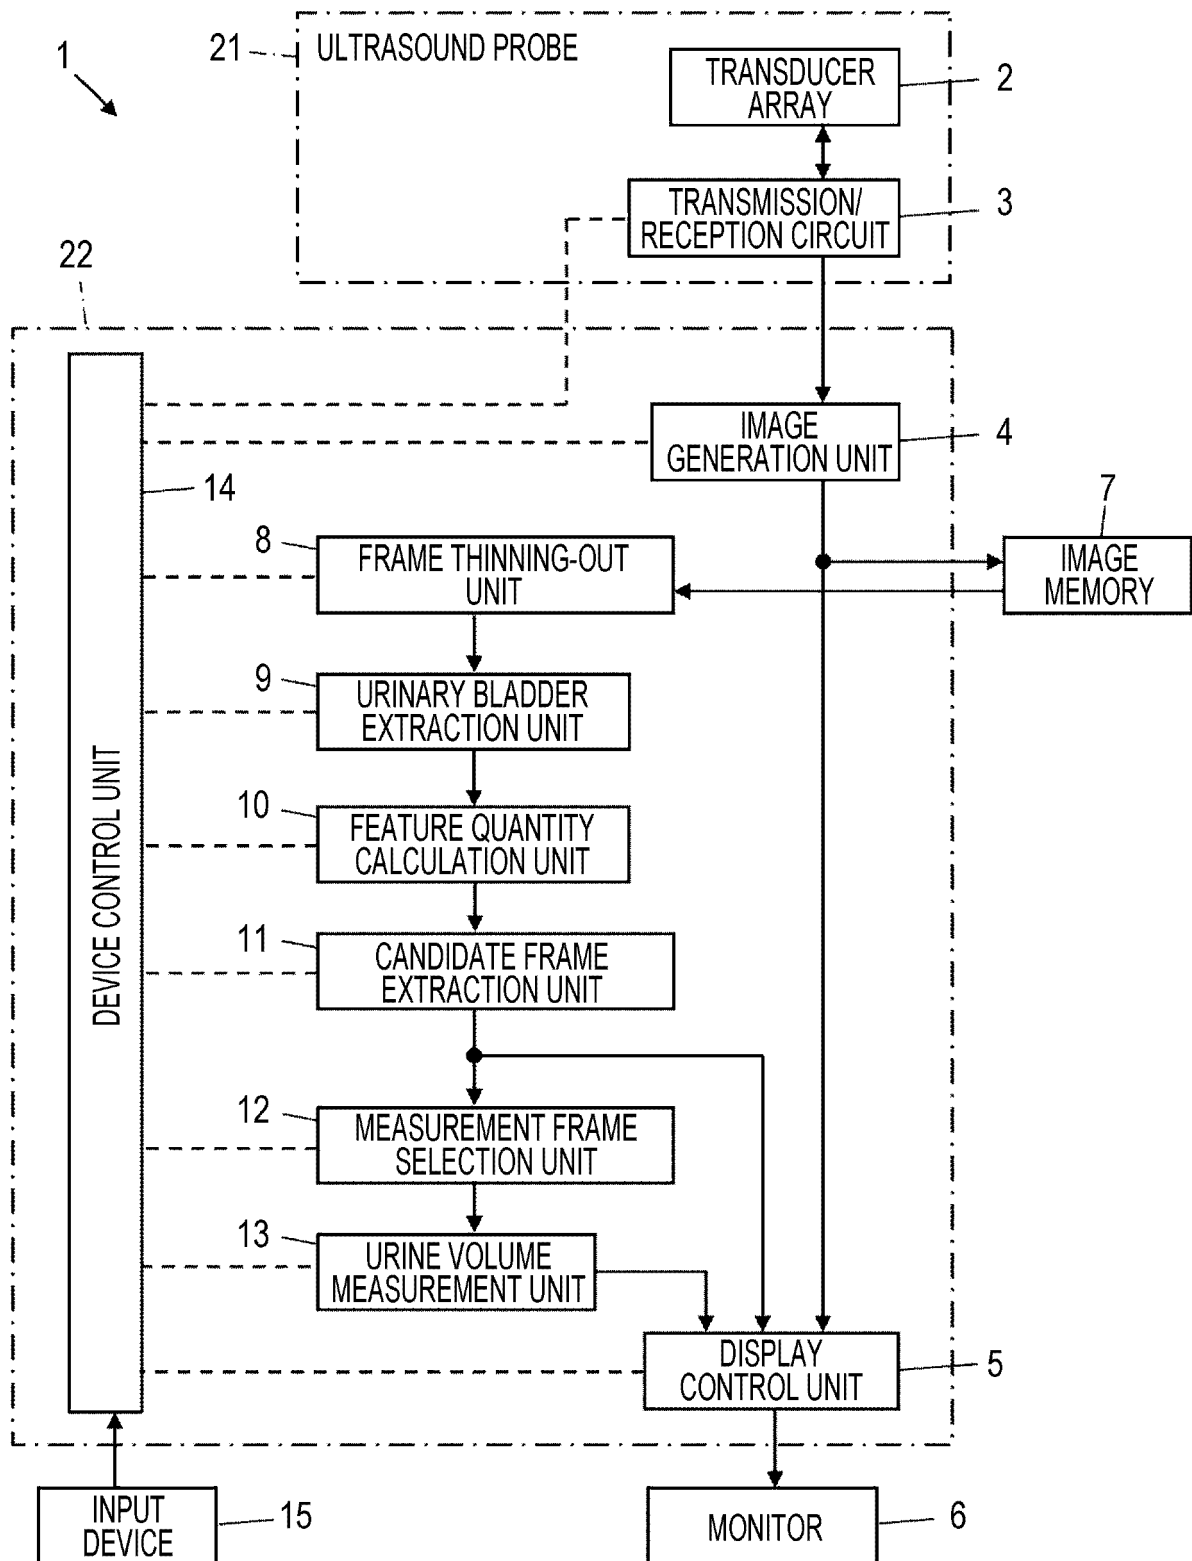 21
ULTRASOUND PROBE
1
TRANSDUCER
ARRAY
2
TRANSMISSION/
RECEPTION CIRCUIT
3
22
IMAGE
GENERATION UNIT
4
14
7
IMAGE
MEMORY
8
FRAME THINNING-OUT
UNIT
9
URINARY BLADDER
EXTRACTION UNIT
DEVICE CONTROL UNIT
10
FEATURE QUANTITY
CALCULATION UNIT
11
CANDIDATE FRAME
EXTRACTION UNIT
12
MEASUREMENT FRAME
SELECTION UNIT
13
URINE VOLUME
MEASUREMENT UNIT
DISPLAY
CONTROL UNIT
5
INPUT
DEVICE
15
MONITOR
6